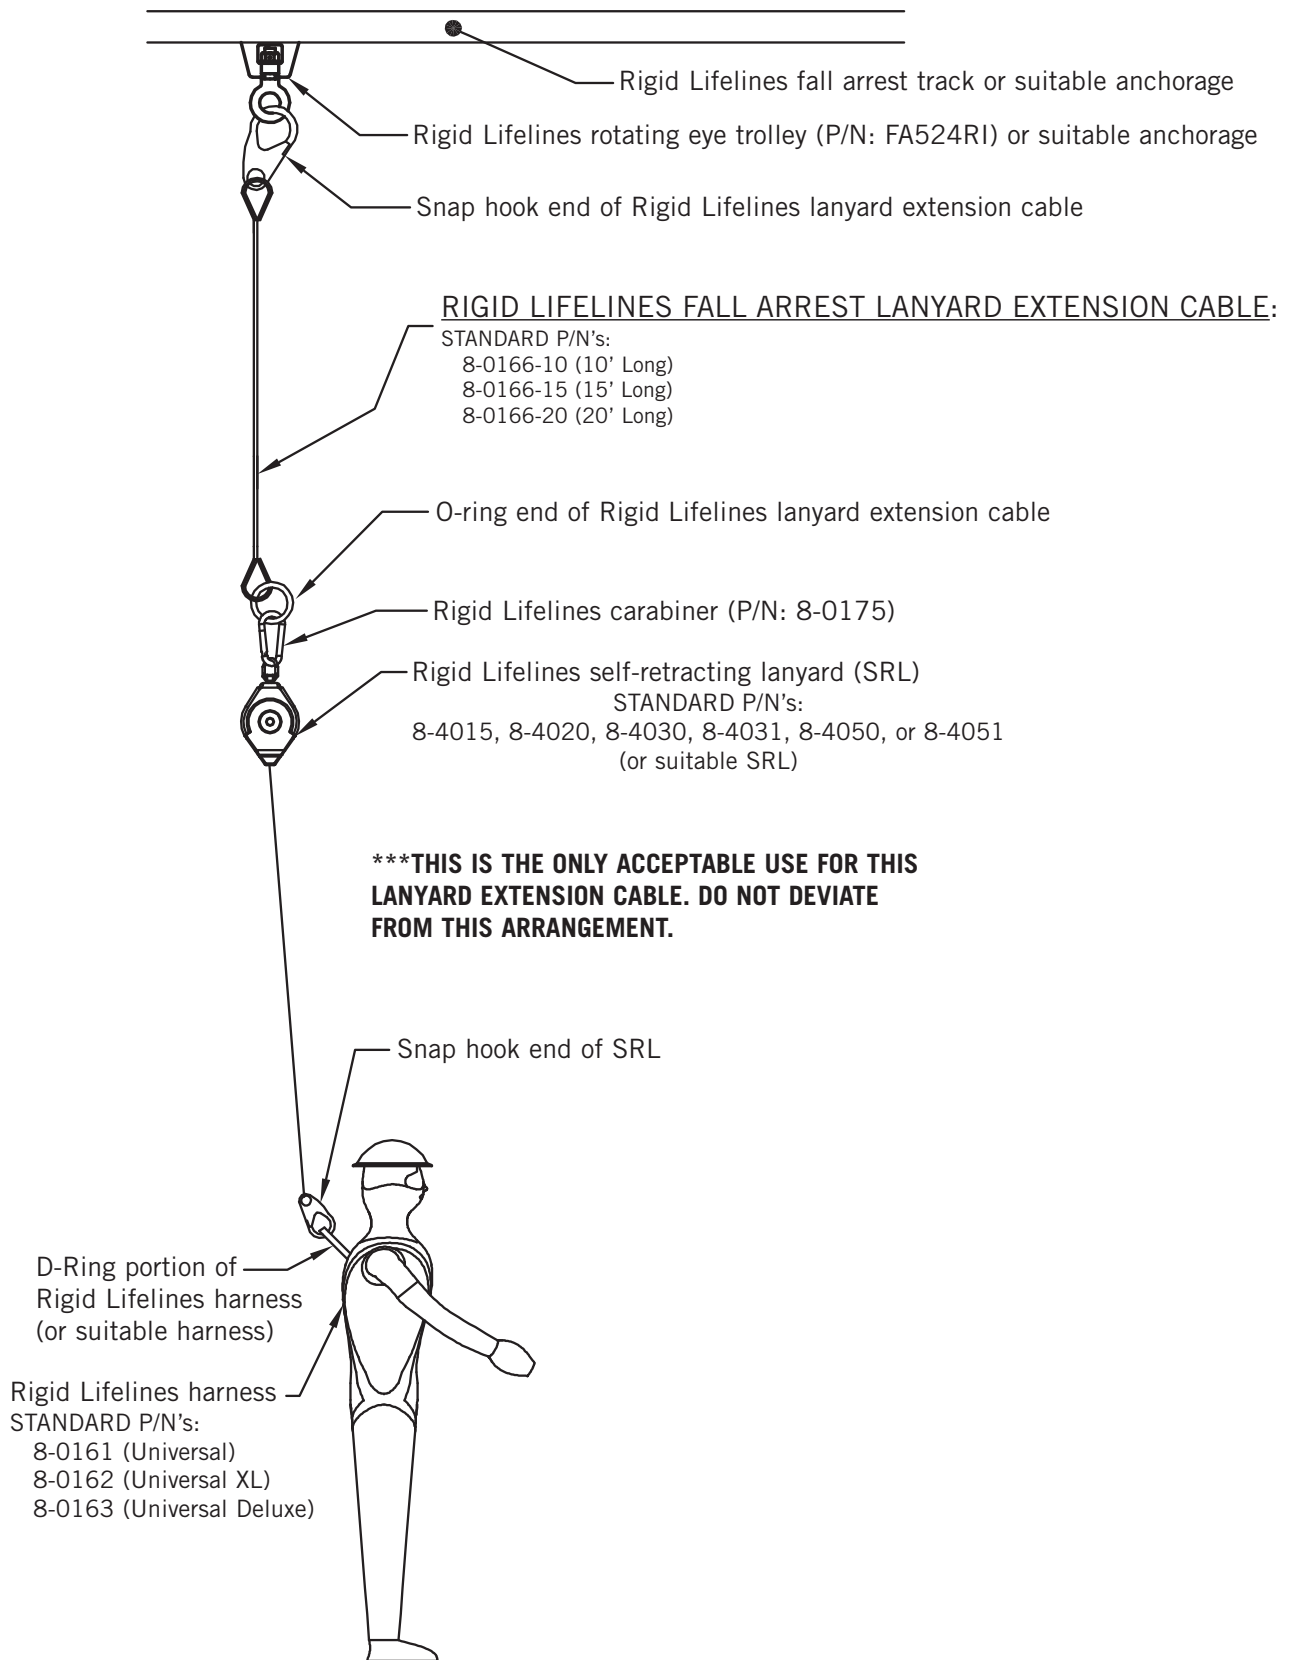 Rigid Lifelines fall arrest track or suitable anchorage
Rigid Lifelines rotating eye trolley (P/N: FA524RI) or suitable anchorage
Snap hook end of Rigid Lifelines lanyard extension cable
RIGID LIFELINES FALL ARREST LANYARD EXTENSION CABLE:
STANDARD P/N's:
8-0166-10 (10' Long)
8-0166-15 (15' Long)
8-0166-20 (20' Long)
O-ring end of Rigid Lifelines lanyard extension cable
Rigid Lifelines carabiner (P/N: 8-0175)
Rigid Lifelines self-retracting lanyard (SRL)
STANDARD P/N's:
8-4015, 8-4020, 8-4030, 8-4031, 8-4050, or 8-4051
(or suitable SRL)
***THIS IS THE ONLY ACCEPTABLE USE FOR THIS
LANYARD EXTENSION CABLE. DO NOT DEVIATE
FROM THIS ARRANGEMENT.
Snap hook end of SRL
D-Ring portion of
Rigid Lifelines harness
(or suitable harness)
Rigid Lifelines harness
STANDARD P/N's:
8-0161 (Universal)
8-0162 (Universal XL)
8-0163 (Universal Deluxe)